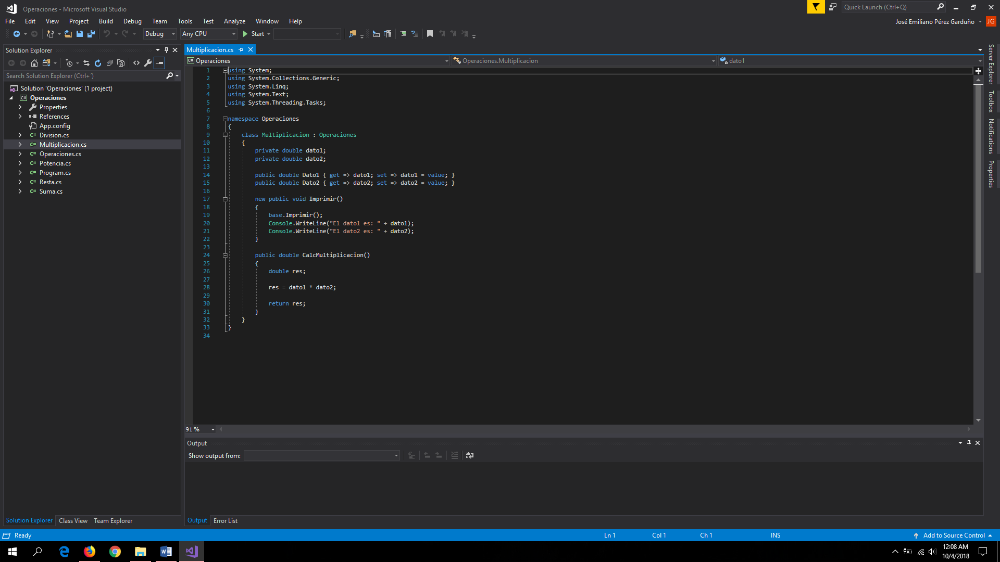 Operaciones - Microsoft Visual Studio
Quick Launch (Ctrl+Q)
File Edit View Project Build Debug Team Tools Test Analyze Window Help
José Emiliano Pérez Garduño JG
Debug Any CPU Start
Solution Explorer
Search Solution Explorer (Ctrl+´)
Solution 'Operaciones' (1 project)
C# Operaciones
Properties
References
App.config
C# Division.cs
C# Multiplicacion.cs
C# Operaciones.cs
C# Potencia.cs
C# Program.cs
C# Resta.cs
C# Suma.cs
Solution Explorer Class View Team Explorer
Multiplicacion.cs
C# Operaciones Operaciones.Multiplicacion dato1
1 using System;
2 using System.Collections.Generic;
3 using System.Linq;
4 using System.Text;
5 using System.Threading.Tasks;
6
7 namespace Operaciones
8 {
9 class Multiplicacion : Operaciones
10 {
11 private double dato1;
12 private double dato2;
13
14 public double Dato1 { get => dato1; set => dato1 = value; }
15 public double Dato2 { get => dato2; set => dato2 = value; }
16
17 new public void Imprimir()
18 {
19 base.Imprimir();
20 Console.WriteLine("El dato1 es: " + dato1);
21 Console.WriteLine("El dato2 es: " + dato2);
22 }
23
24 public double CalcMultiplicacion()
25 {
26 double res;
27
28 res = dato1 * dato2;
29
30 return res;
31 }
32 }
33 }
34
91 %
Output
Show output from:
Output Error List
Server Explorer
Toolbox
Notifications
Properties
Ready Ln 1 Col 1 Ch 1 INS Add to Source Control
12:08 AM
10/4/2018